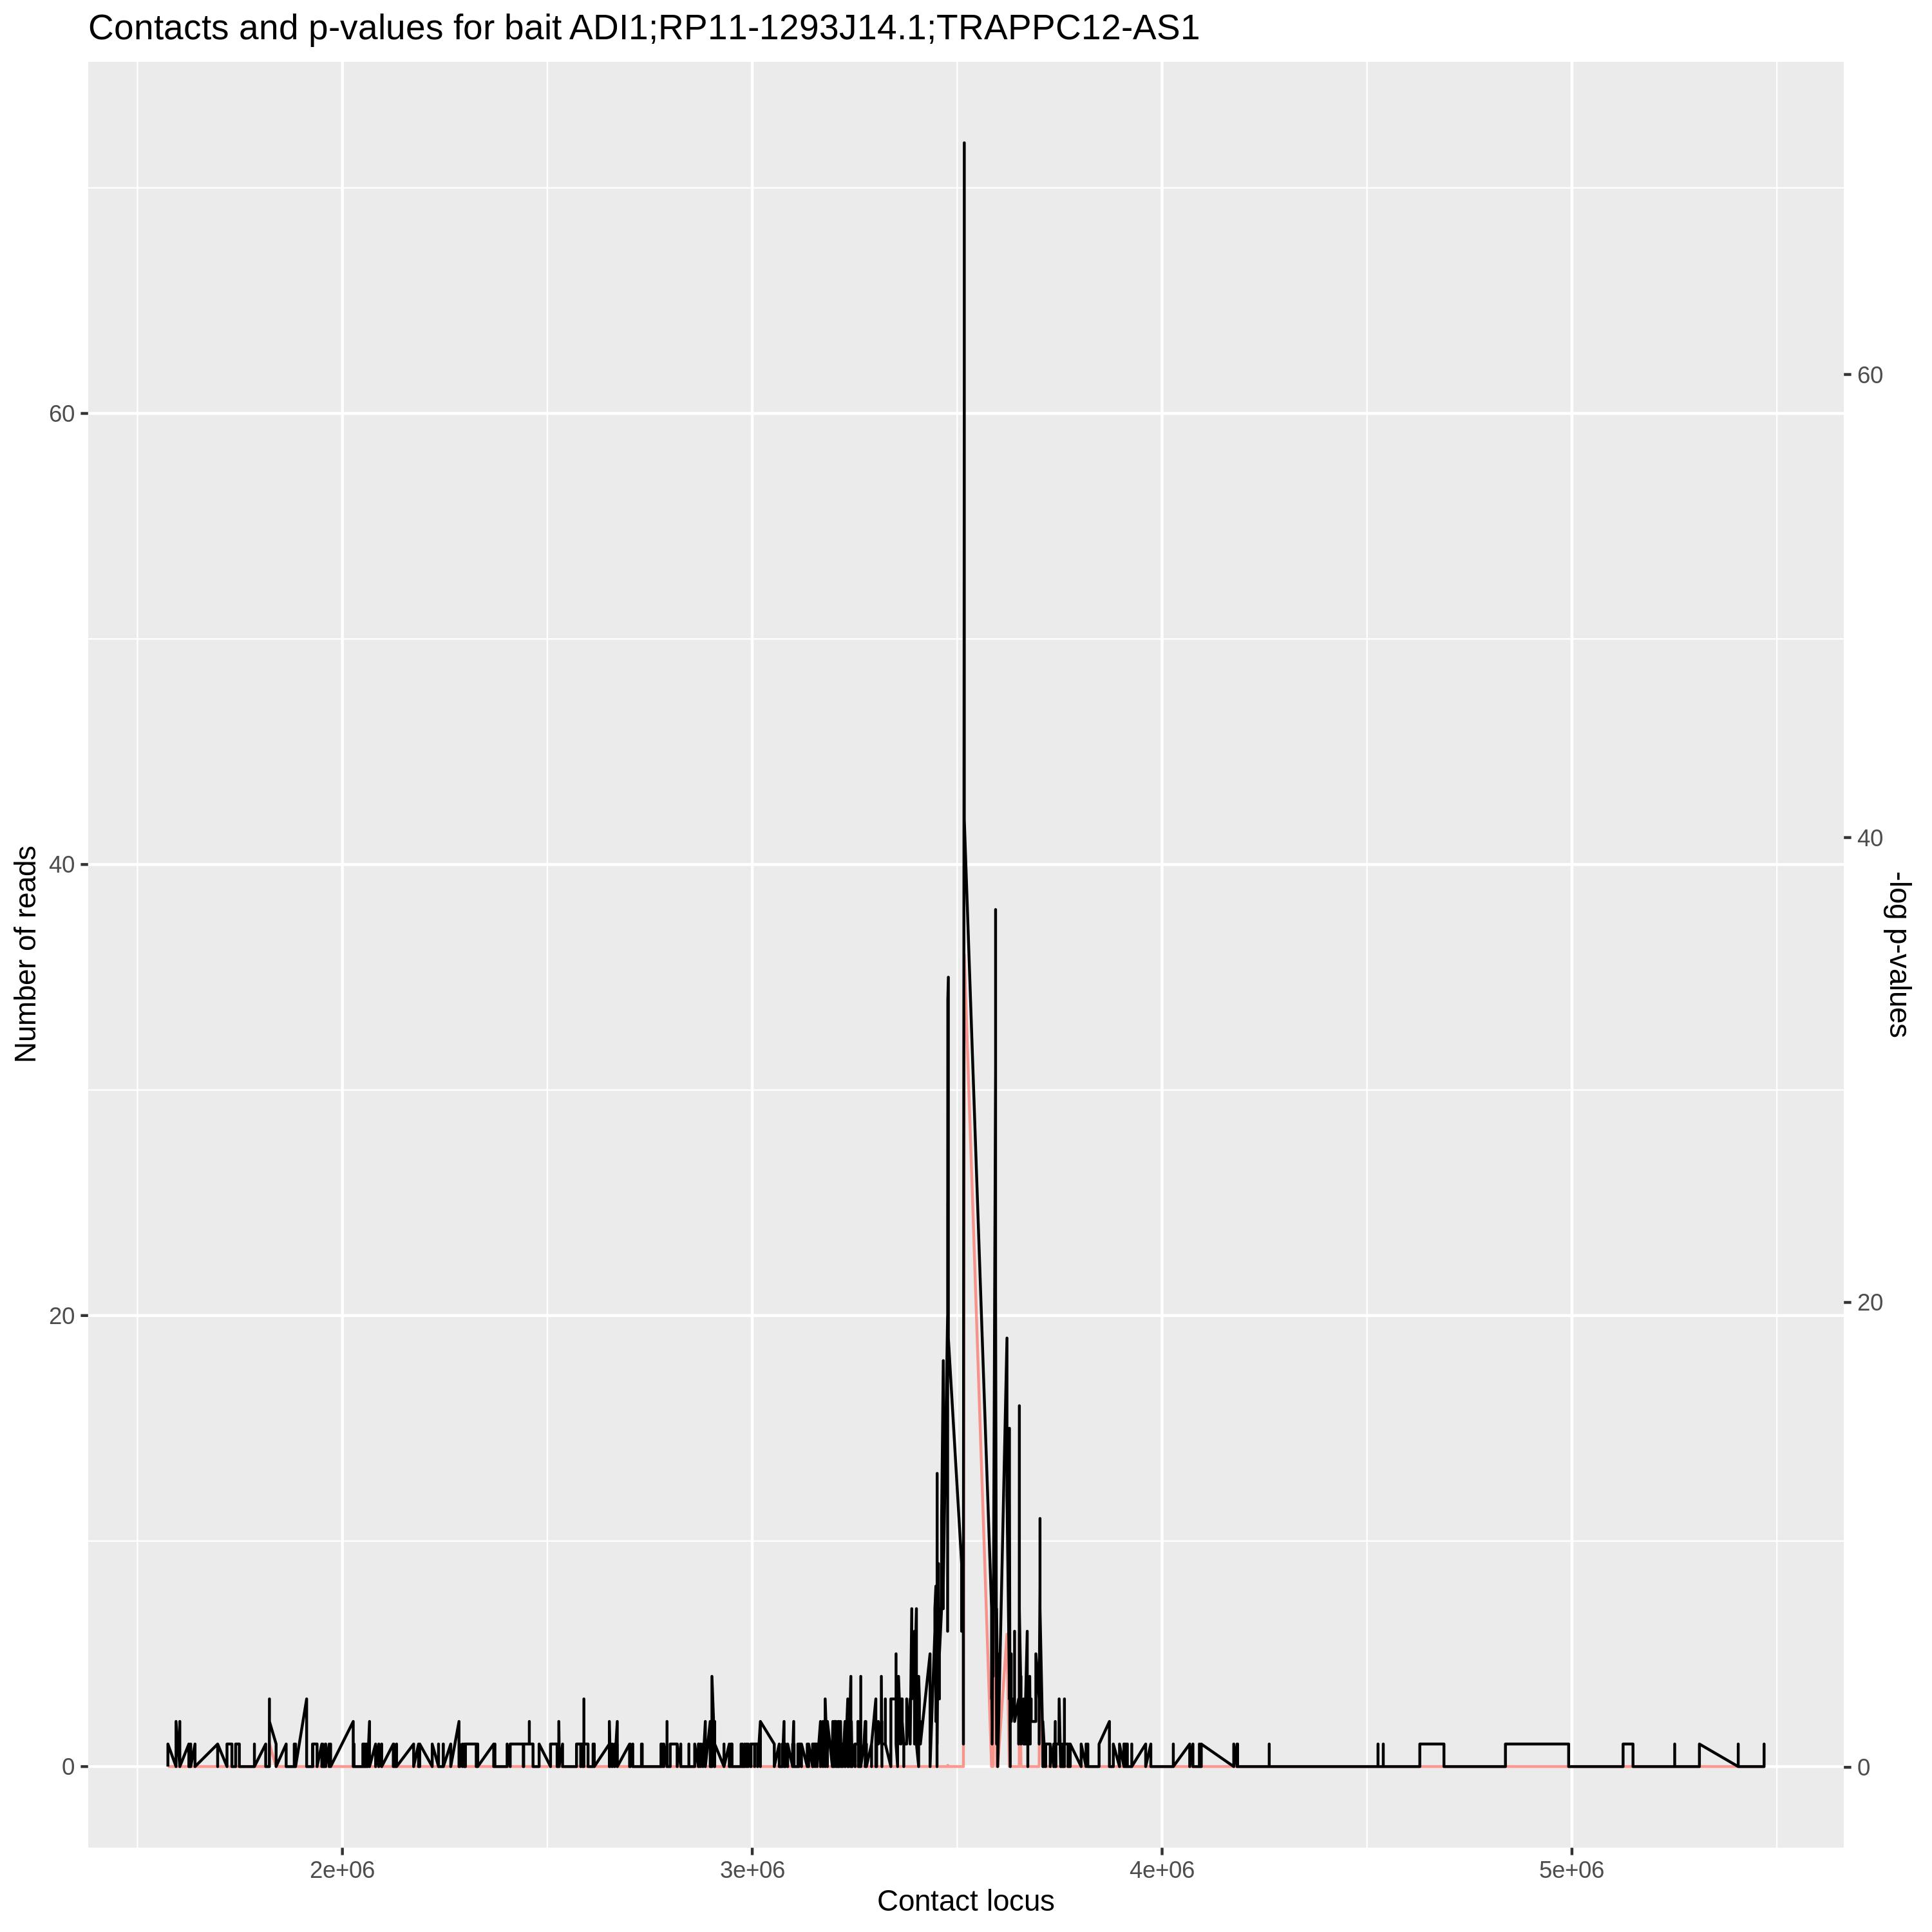 Contacts and p-values for bait ADI1;RP11-1293J14.1;TRAPPC12-AS1
60
40
20
0
Number of reads
60
40
20
0
-log p-values
2e+06 3e+06 4e+06 5e+06
Contact locus